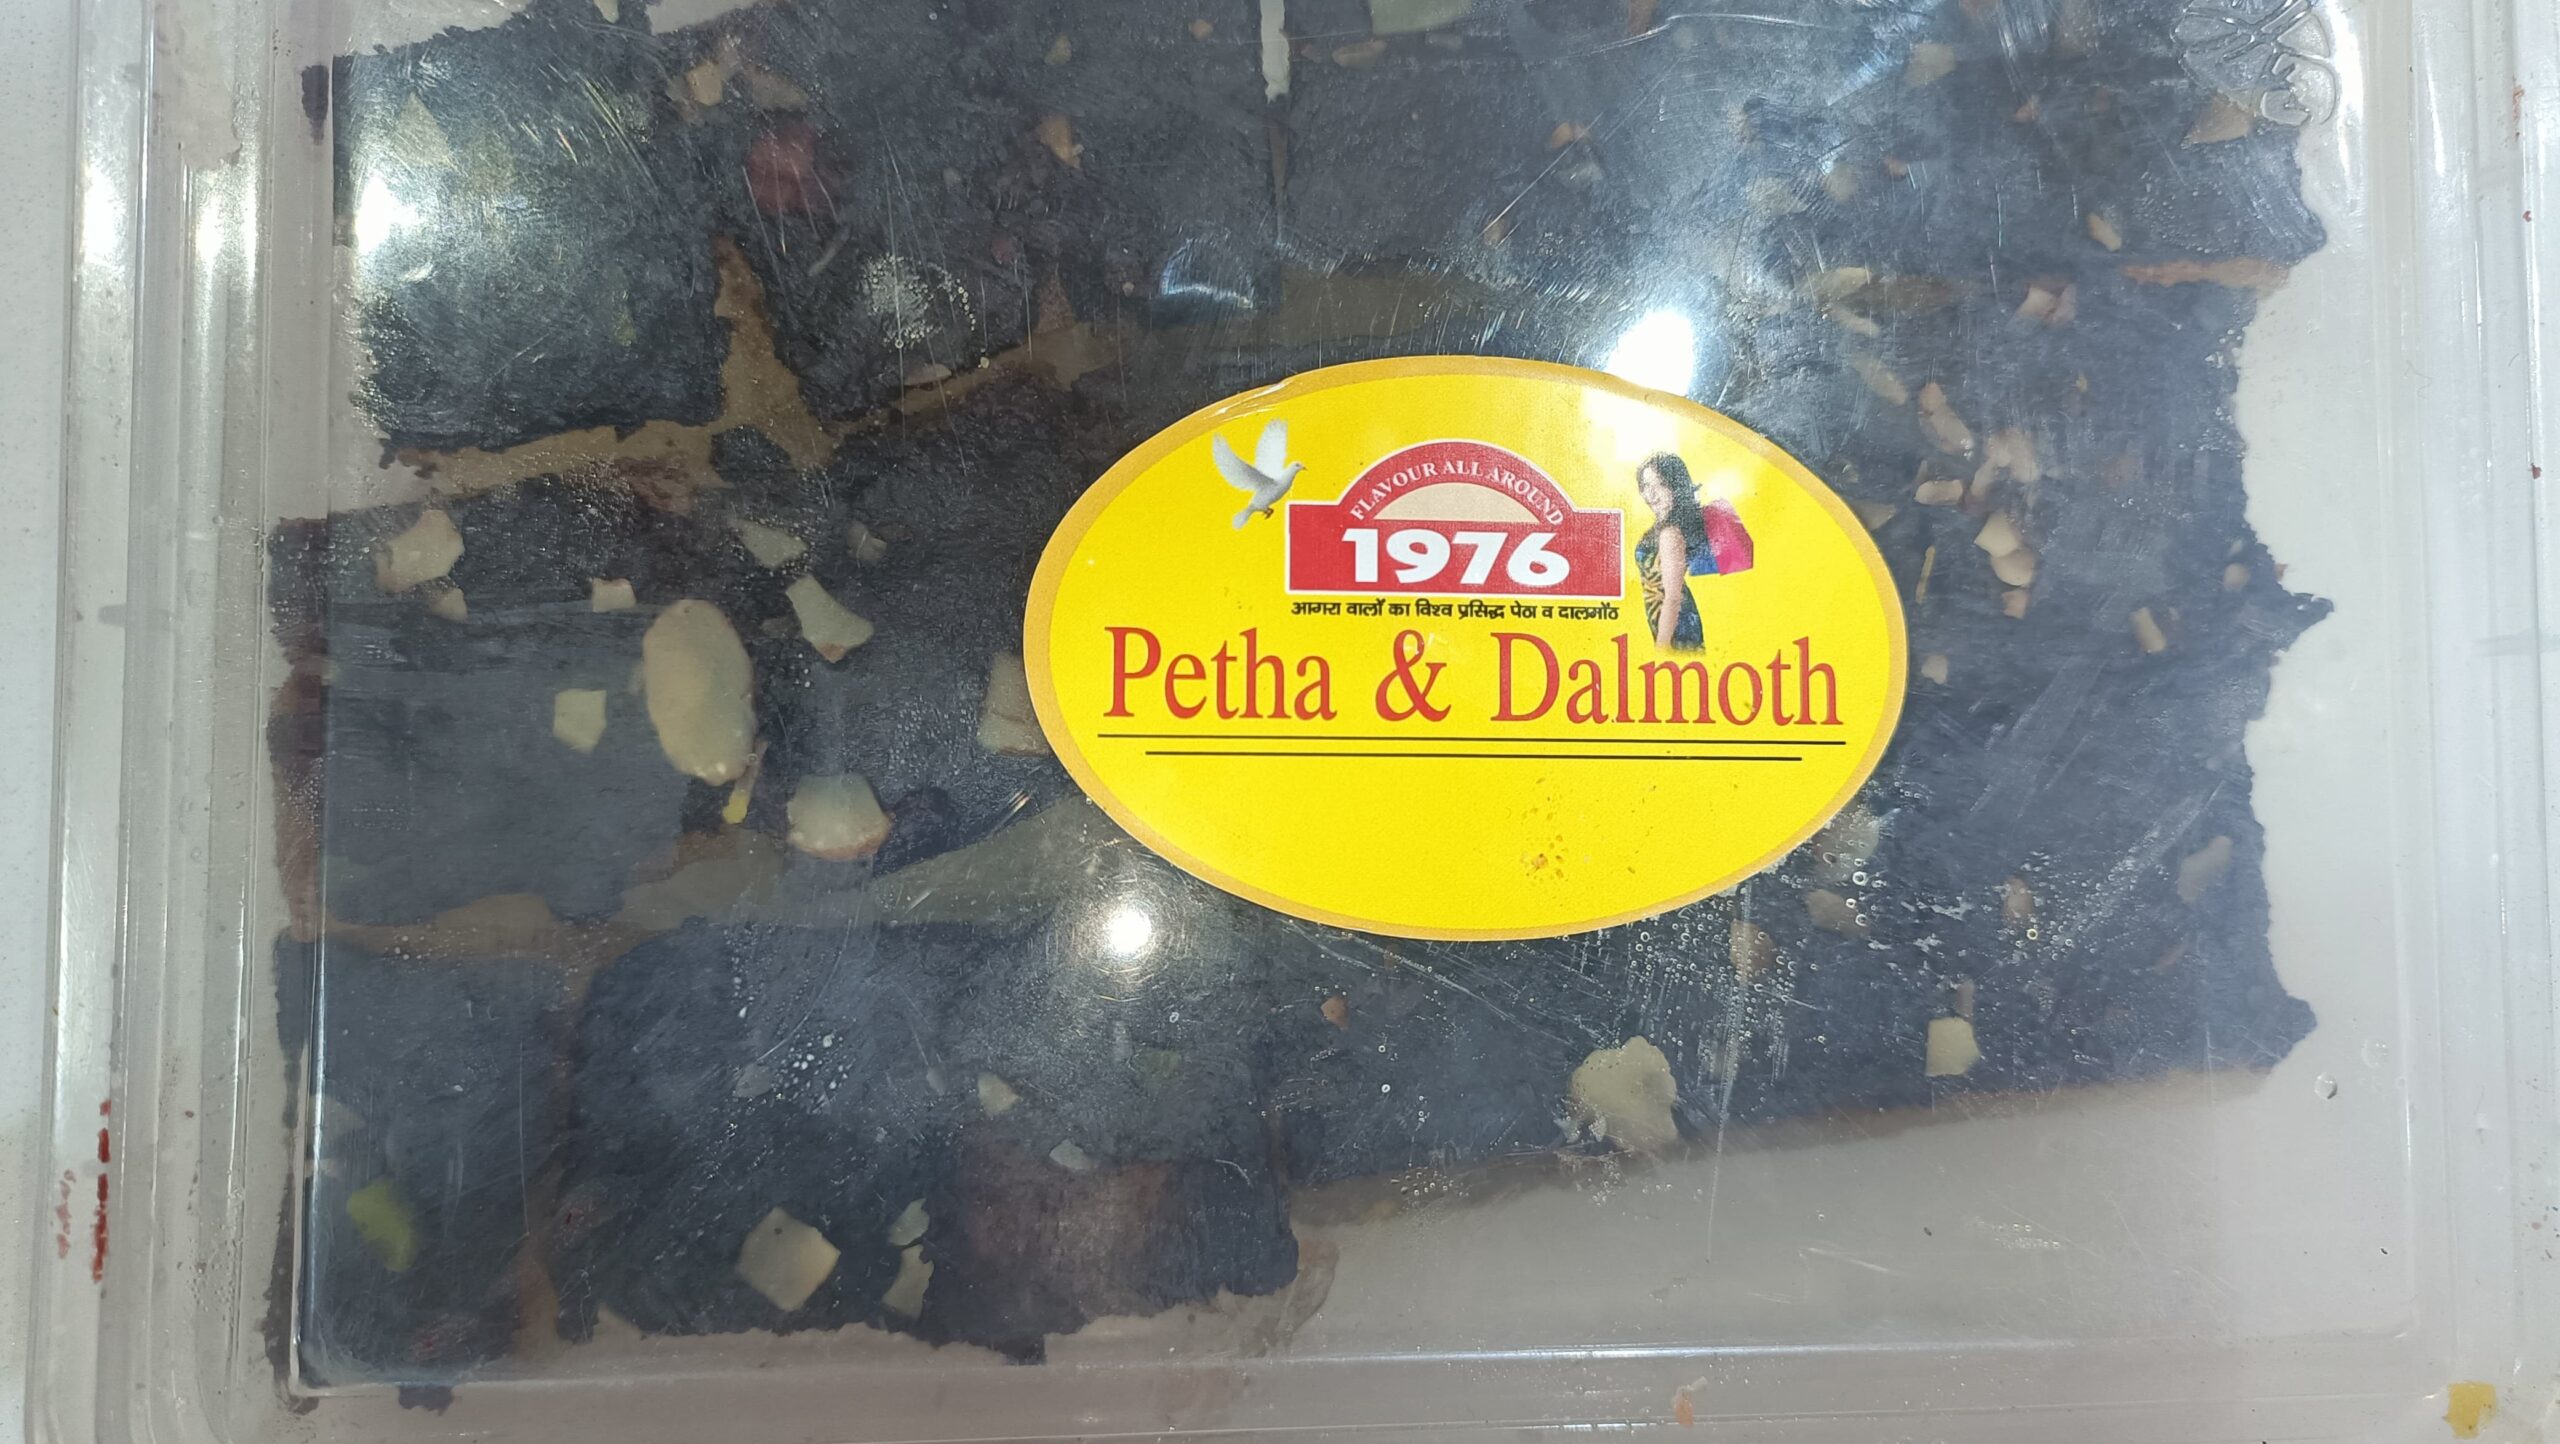 FLAVOUR ALL AROUND
1976
आगरा वालों का विश्व प्रसिद्ध पेठा व दालमोंठ
Petha & Dalmoth